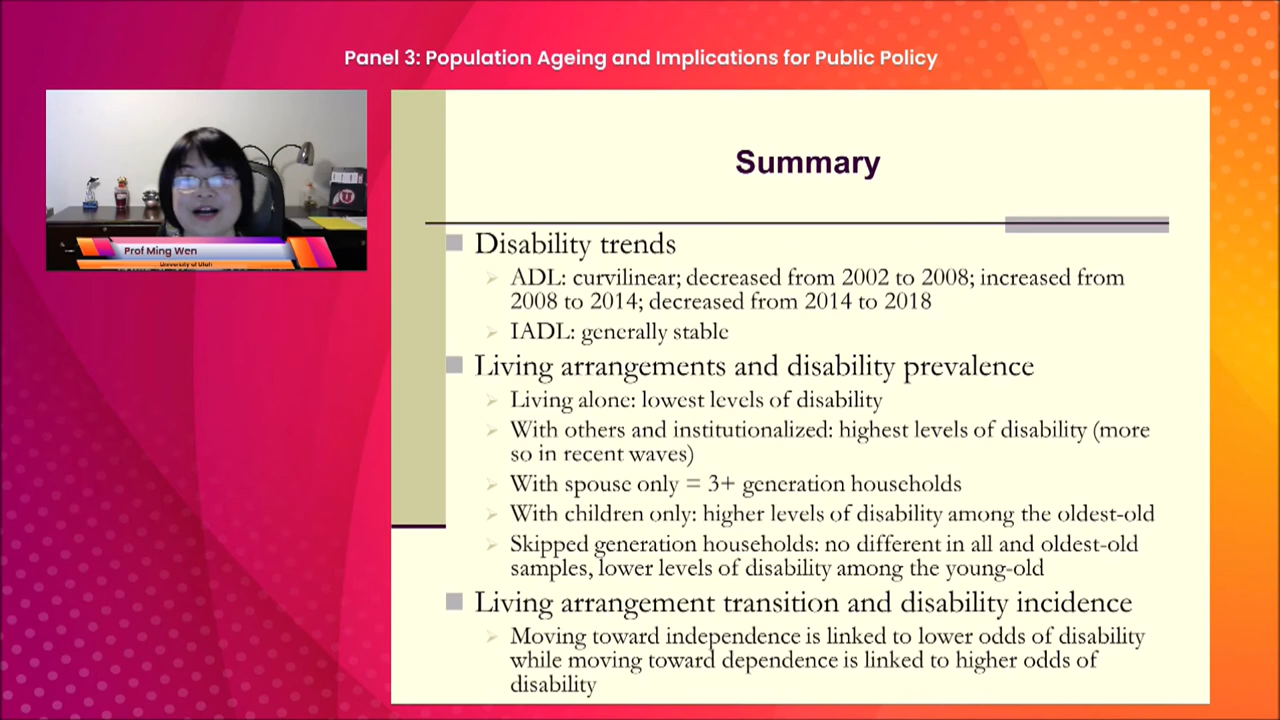 Panel 3: Population Ageing and Implications for Public Policy
Prof Ming Wen
University of Utah
U
Summary
Disability trends
ADL: curvilinear; decreased from 2002 to 2008; increased from
2008 to 2014; decreased from 2014 to 2018
IADL: generally stable
Living arrangements and disability prevalence
Living alone: lowest levels of disability
With others and institutionalized: highest levels of disability (more
so in recent waves)
With spouse only = 3+ generation households
With children only: higher levels of disability among the oldest-old
Skipped generation households: no different in all and oldest-old
samples, lower levels of disability among the young-old
Living arrangement transition and disability incidence
Moving toward independence is linked to lower odds of disability
while moving toward dependence is linked to higher odds of
disability